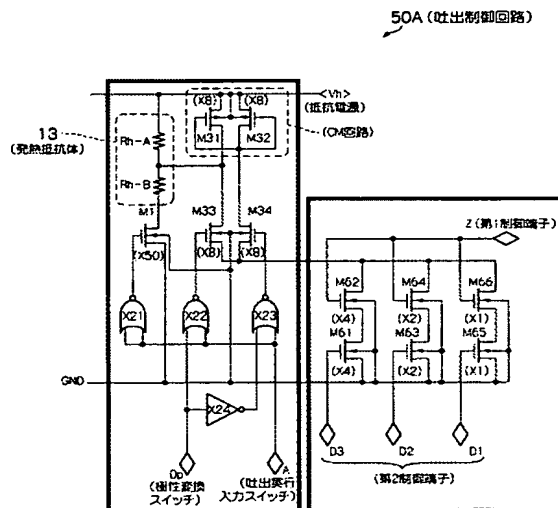 50A (吐出制御回路)
<Vh>
(抵抗電源)
(X8)
(X8)
M31
M32
(CM回路)
13
(発熱抵抗体)
Rh-A
Rh-B
M1
(X50)
M33
M34
(X8)
(X8)
Z (第1制御端子)
M62
M64
M66
(X4)
(X2)
(X1)
M61
M63
M65
(X4)
(X2)
(X1)
X21
X22
X23
GND
X24
Dp
(極性変換
スイッチ)
A
(吐出実行
入力スイッチ)
D3
D2
D1
(第2制御端子)